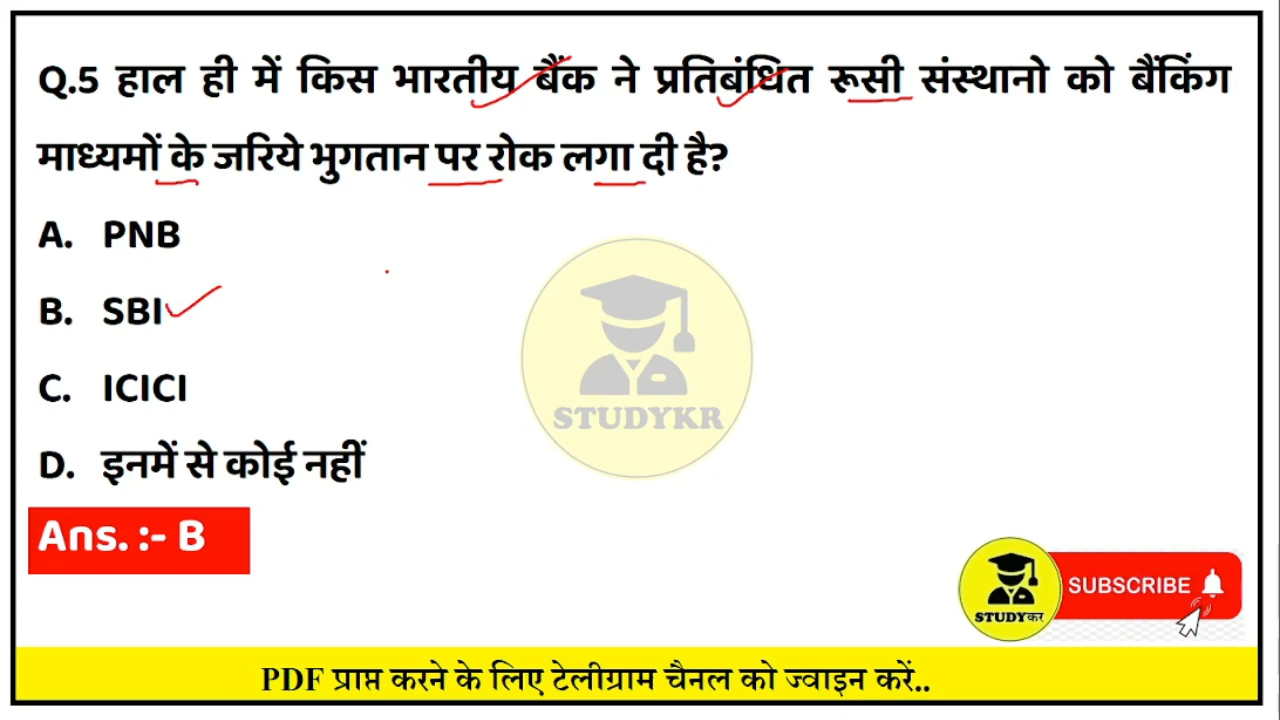 Q.5 हाल ही में किस भारतीय बैंक ने प्रतिबंधित रूसी संस्थानो को बैंकिंग
माध्यमों के जरिये भुगतान पर रोक लगा दी है?
A. PNB
B. SBI
C. ICICI
D. इनमें से कोई नहीं
Ans. :- B
STUDYKR
SUBSCRIBE
STUDYकर
PDF प्राप्त करने के लिए टेलीग्राम चैनल को ज्वाइन करें..